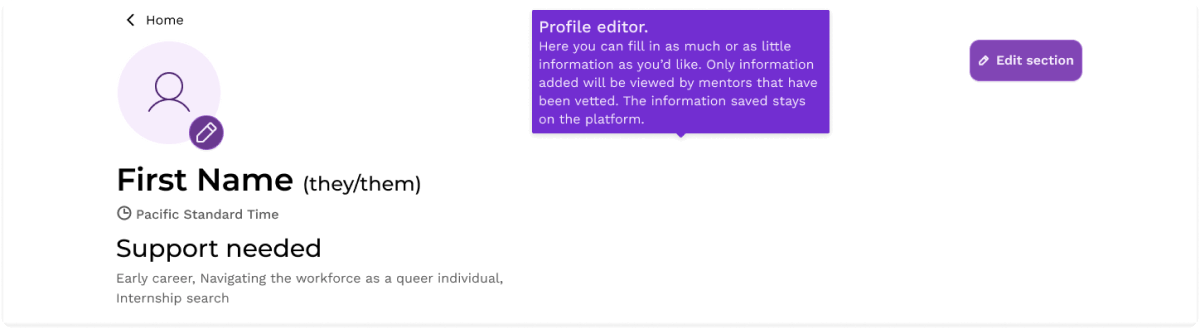 Home
Profile editor.
Here you can fill in as much or as little
information as you’d like. Only information
added will be viewed by mentors that have
been vetted. The information saved stays
on the platform.
Edit section
First Name (they/them)
Pacific Standard Time
Support needed
Early career, Navigating the workforce as a queer individual,
Internship search